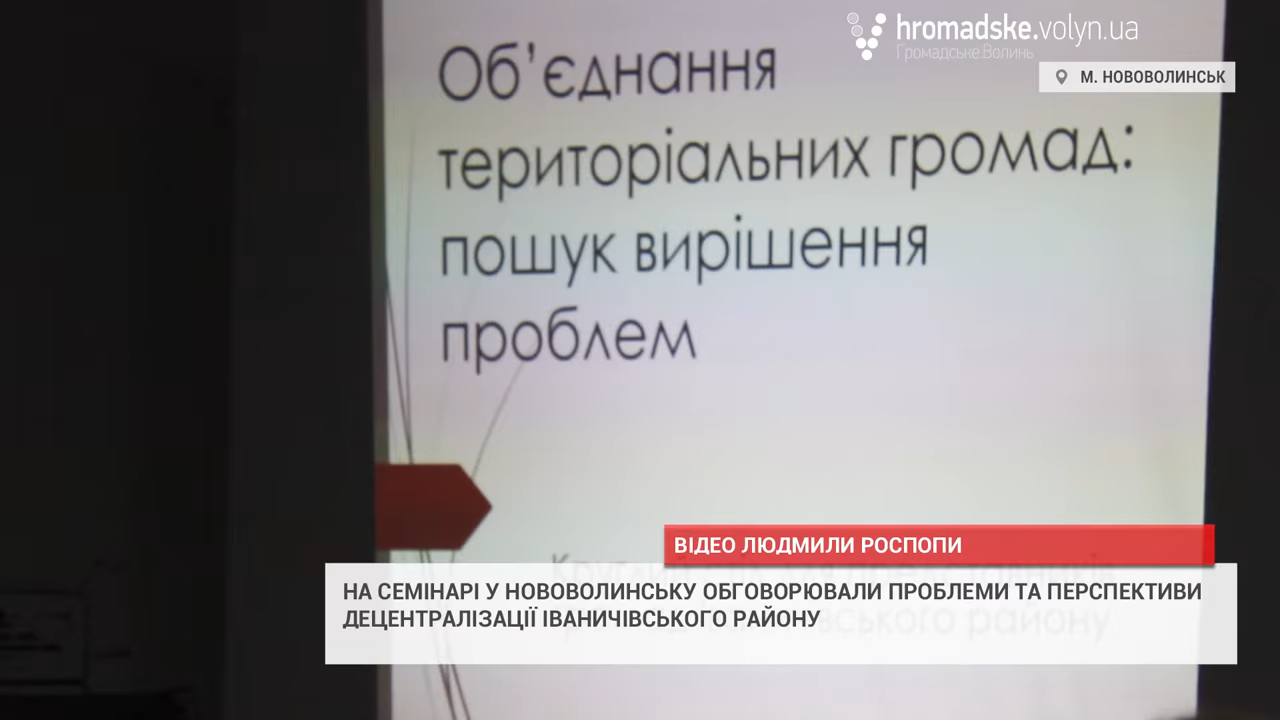 hromadske.volyn.ua
Громадське.Волинь
М. НОВОВОЛИНСЬК
Об’єднання
територіальних громад:
пошук вирішення
проблем
ВІДЕО ЛЮДМИЛИ РОСПОПИ
НА СЕМІНАРІ У НОВОВОЛИНСЬКУ ОБГОВОРЮВАЛИ ПРОБЛЕМИ ТА ПЕРСПЕКТИВИ
ДЕЦЕНТРАЛІЗАЦІЇ ІВАНИЧІВСЬКОГО РАЙОНУ
району